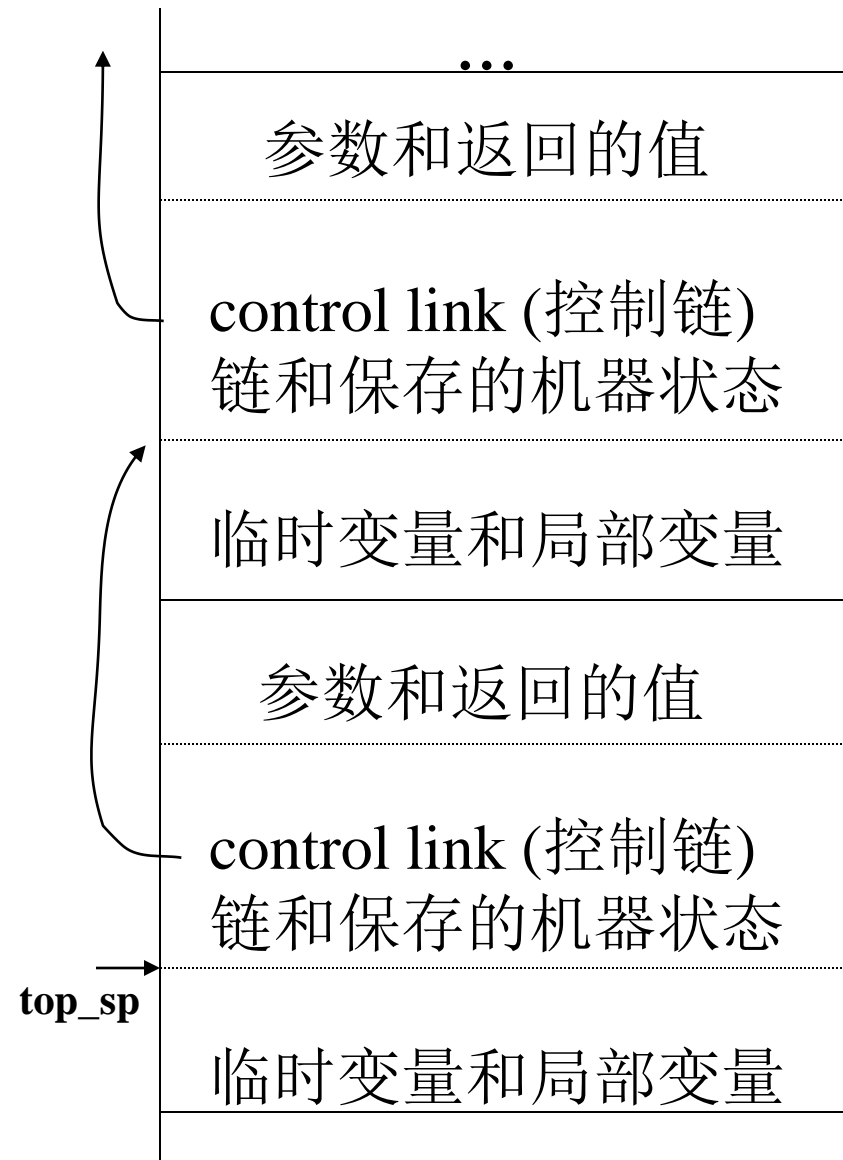 ...
参数和返回的值
control link (控制链)
链和保存的机器状态
临时变量和局部变量
参数和返回的值
control link (控制链)
链和保存的机器状态
top_sp
临时变量和局部变量